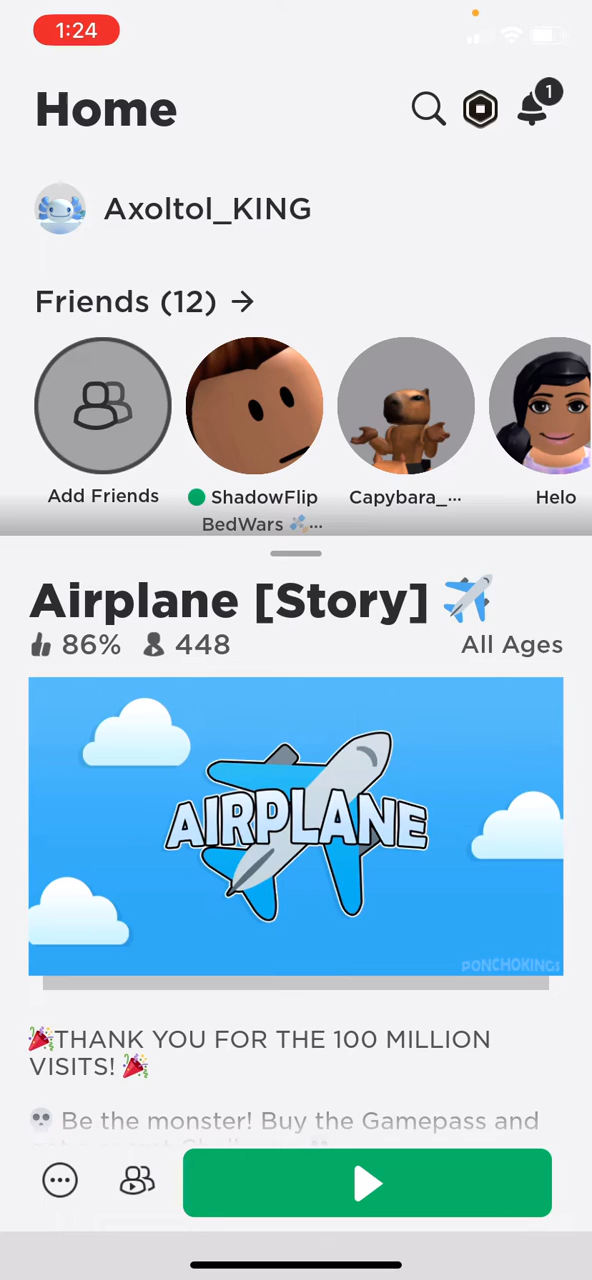 1:24
Home
1
Axoltol_KING
Friends (12) →
Add Friends
ShadowFlip
BedWars 🛰️...
Capybara_...
Helo
Airplane [Story] ✈️
86% 448
All Ages
AIRPLANE
PONCHOKINGS
🎉THANK YOU FOR THE 100 MILLION
VISITS! 🎉
💀 Be the monster! Buy the Gamepass and